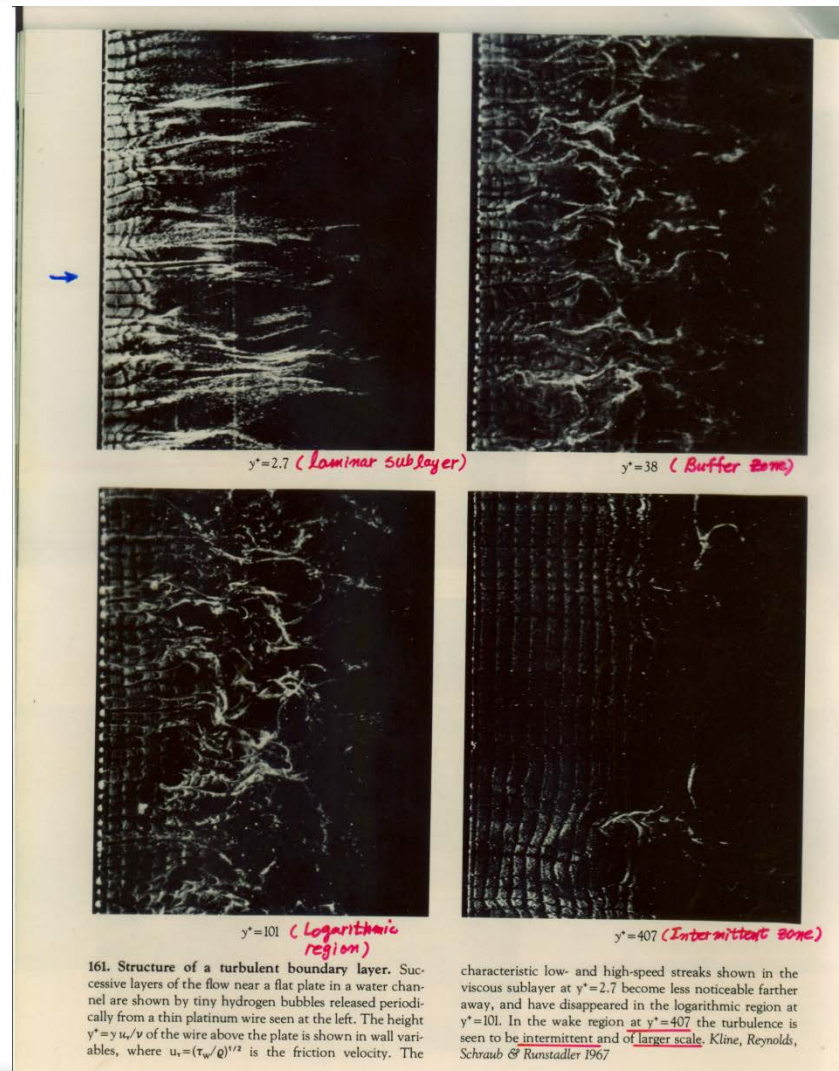 y⁺=2.7 (Laminar sublayer)
y⁺=38 (Buffer zone)
y⁺=101 (Logarithmic
region)
y⁺=407 (Intermittent zone)
161. Structure of a turbulent boundary layer. Suc-
cessive layers of the flow near a flat plate in a water chan-
nel are shown by tiny hydrogen bubbles released periodi-
cally from a thin platinum wire seen at the left. The height
y⁺=y uτ/ν of the wire above the plate is shown in wall vari-
ables, where uτ=(τw/ϱ)¹/² is the friction velocity. The
characteristic low- and high-speed streaks shown in the
viscous sublayer at y⁺=2.7 become less noticeable farther
away, and have disappeared in the logarithmic region at
y⁺=101. In the wake region at y⁺=407 the turbulence is
seen to be intermittent and of larger scale. Kline, Reynolds,
Schraub & Runstadler 1967